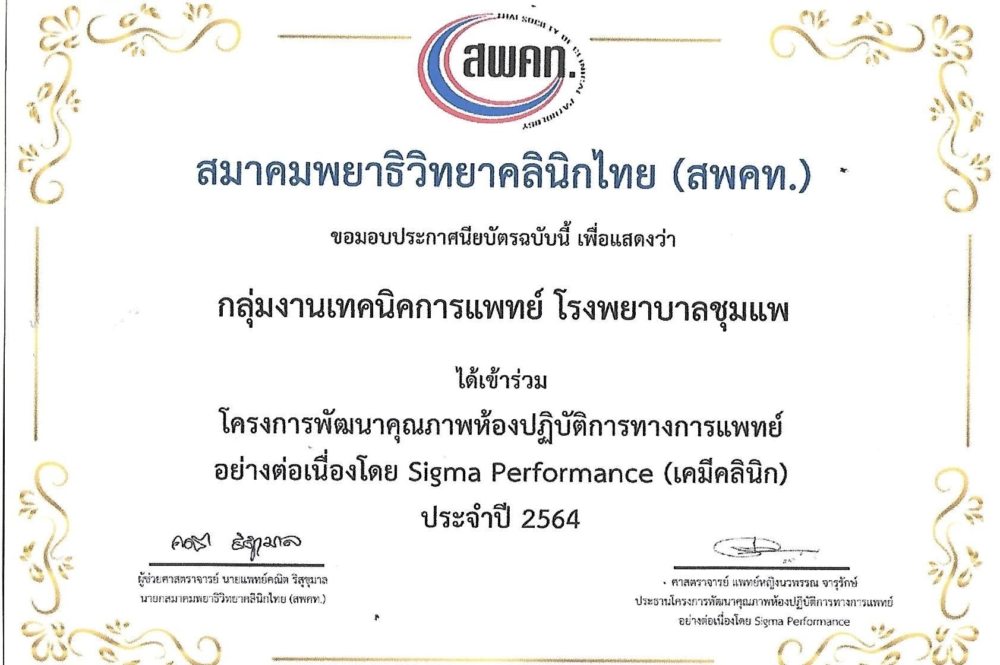 THAI SOCIETY OF CLINICAL PATHOLOGY
สพคท.
สมาคมพยาธิวิทยาคลินิกไทย (สพคท.)
ขอมอบประกาศนียบัตรฉบับนี้ เพื่อแสดงว่า
กลุ่มงานเทคนิคการแพทย์ โรงพยาบาลชุมแพ
ได้เข้าร่วม
โครงการพัฒนาคุณภาพห้องปฏิบัติการทางการแพทย์
อย่างต่อเนื่องโดย Sigma Performance (เคมีคลินิก)
ประจำปี 2564
ผู้ช่วยศาสตราจารย์ นายแพทย์คณิต ริสุขุมาล
นายกสมาคมพยาธิวิทยาคลินิกไทย (สพคท.)
ศาสตราจารย์ แพทย์หญิงนวพรรณ จารุรักษ์
ประธานโครงการพัฒนาคุณภาพห้องปฏิบัติการทางการแพทย์
อย่างต่อเนื่องโดย Sigma Performance